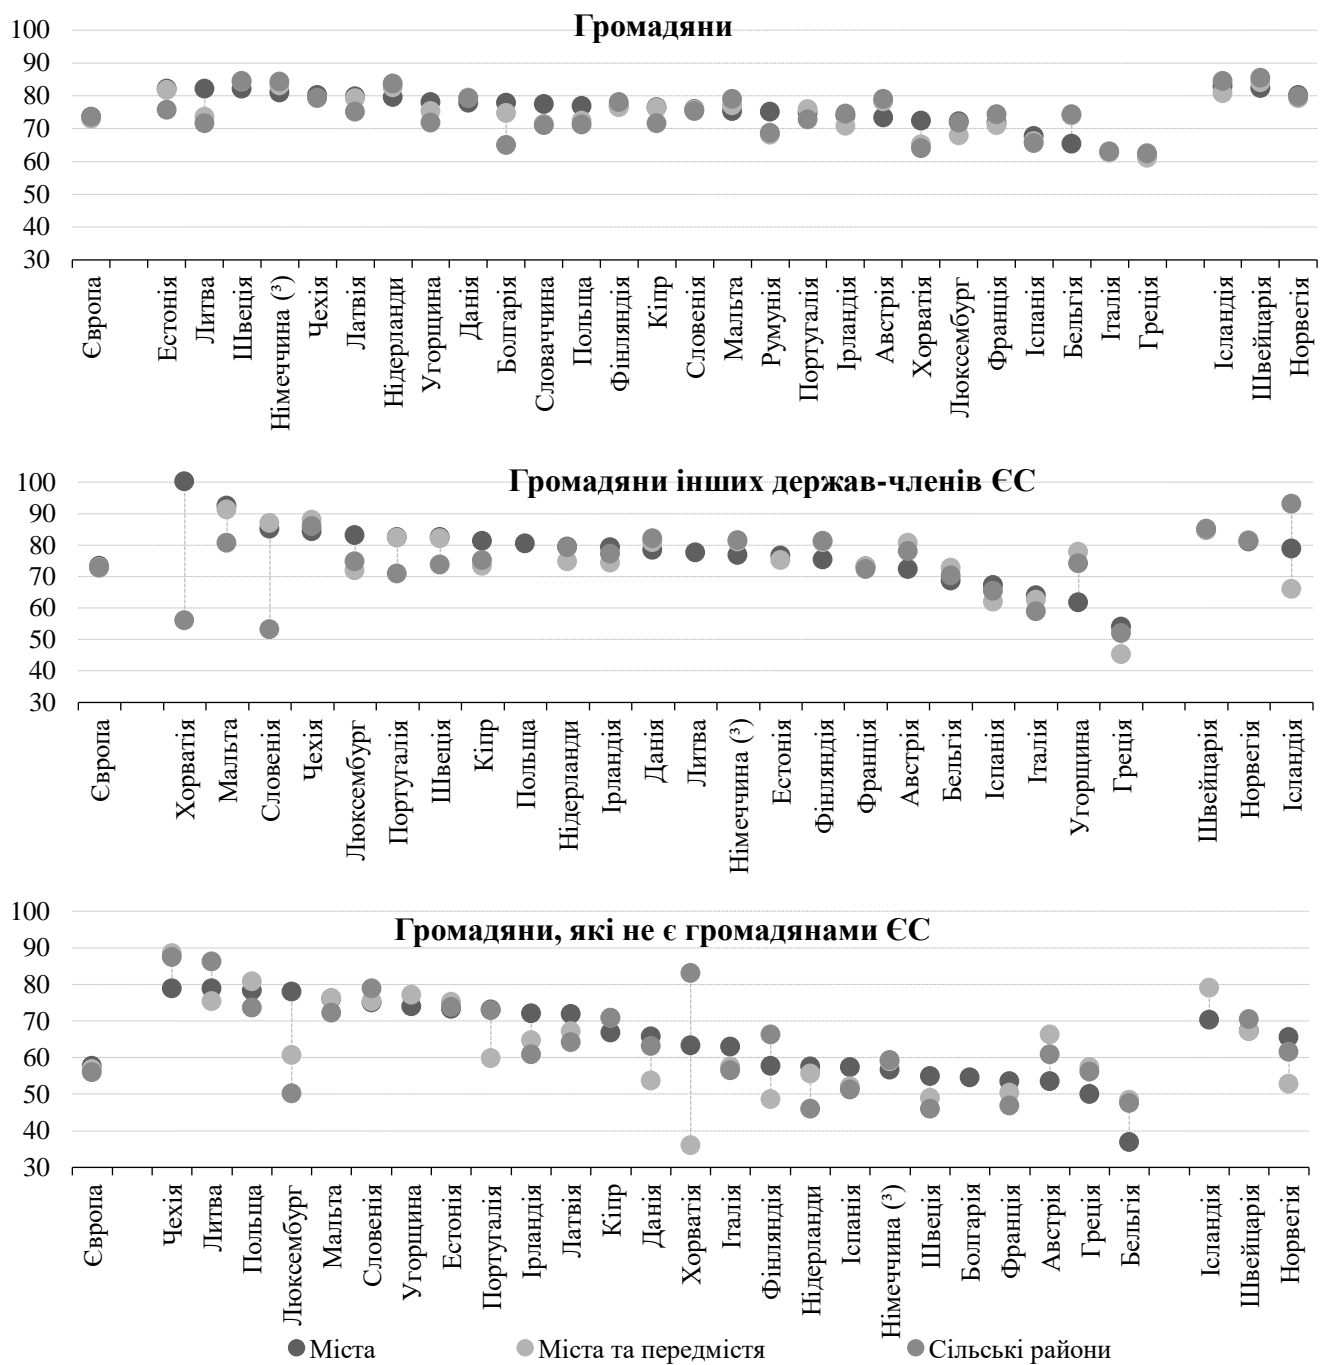 Громадяни
100
90
80
70
60
50
40
30
Європа
Естонія
Литва
Швеція
Німеччина (³)
Чехія
Латвія
Нідерланди
Угорщина
Данія
Болгарія
Словаччина
Польща
Фінляндія
Кіпр
Словенія
Мальта
Румунія
Португалія
Ірландія
Австрія
Хорватія
Люксембург
Франція
Іспанія
Бельгія
Італія
Греція
Ісландія
Швейцарія
Норвегія
Громадяни інших держав-членів ЄС
100
90
80
70
60
50
40
30
Європа
Хорватія
Мальта
Словенія
Чехія
Люксембург
Португалія
Швеція
Кіпр
Польща
Нідерланди
Ірландія
Данія
Литва
Німеччина (³)
Естонія
Фінляндія
Франція
Австрія
Бельгія
Іспанія
Італія
Угорщина
Греція
Швейцарія
Норвегія
Ісландія
Громадяни, які не є громадянами ЄС
100
90
80
70
60
50
40
30
Європа
Чехія
Литва
Польща
Люксембург
Мальта
Словенія
Угорщина
Естонія
Португалія
Ірландія
Латвія
Кіпр
Данія
Хорватія
Італія
Фінляндія
Нідерланди
Іспанія
Німеччина (³)
Швеція
Болгарія
Франція
Австрія
Греція
Бельгія
Ісландія
Швейцарія
Норвегія
Міста
Міста та передмістя
Сільські райони